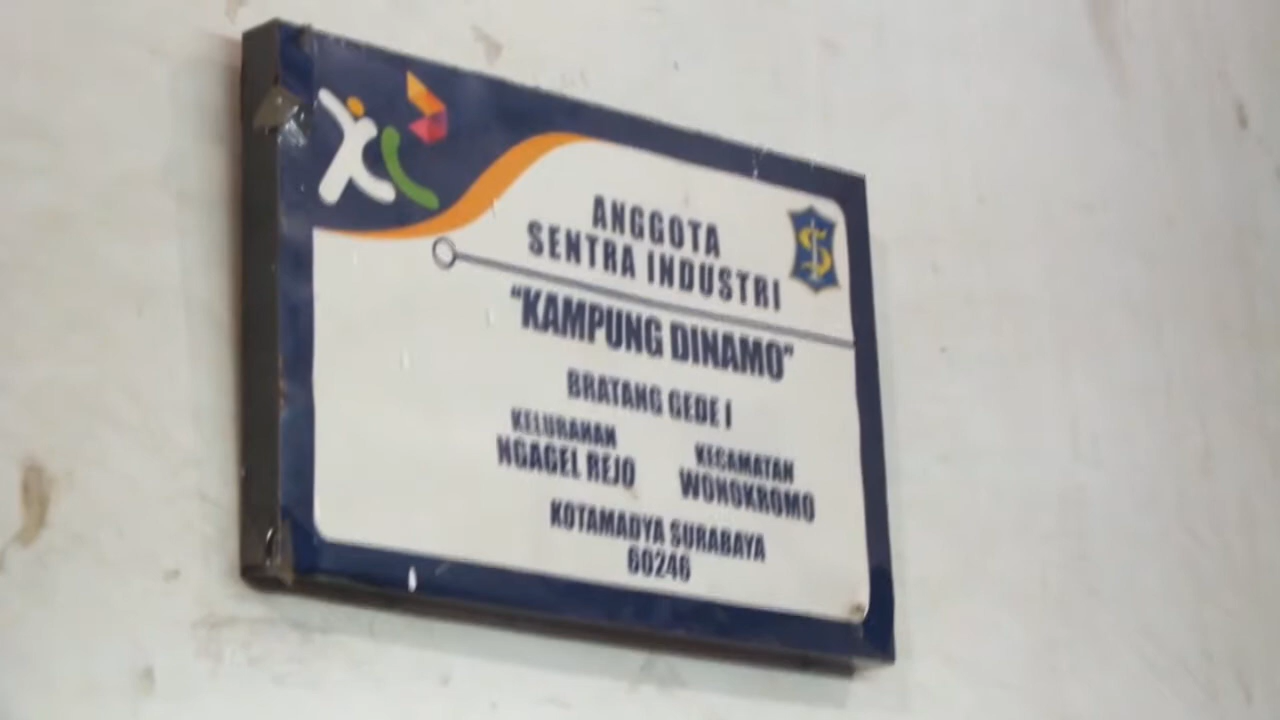 ANGGOTA
SENTRA INDUSTRI
"KAMPUNG DINAMO"
BRATANG GEDE I
KELURAHAN
NGAGEL REJO
KECAMATAN
WONOKROMO
KOTAMADYA SURABAYA
60246